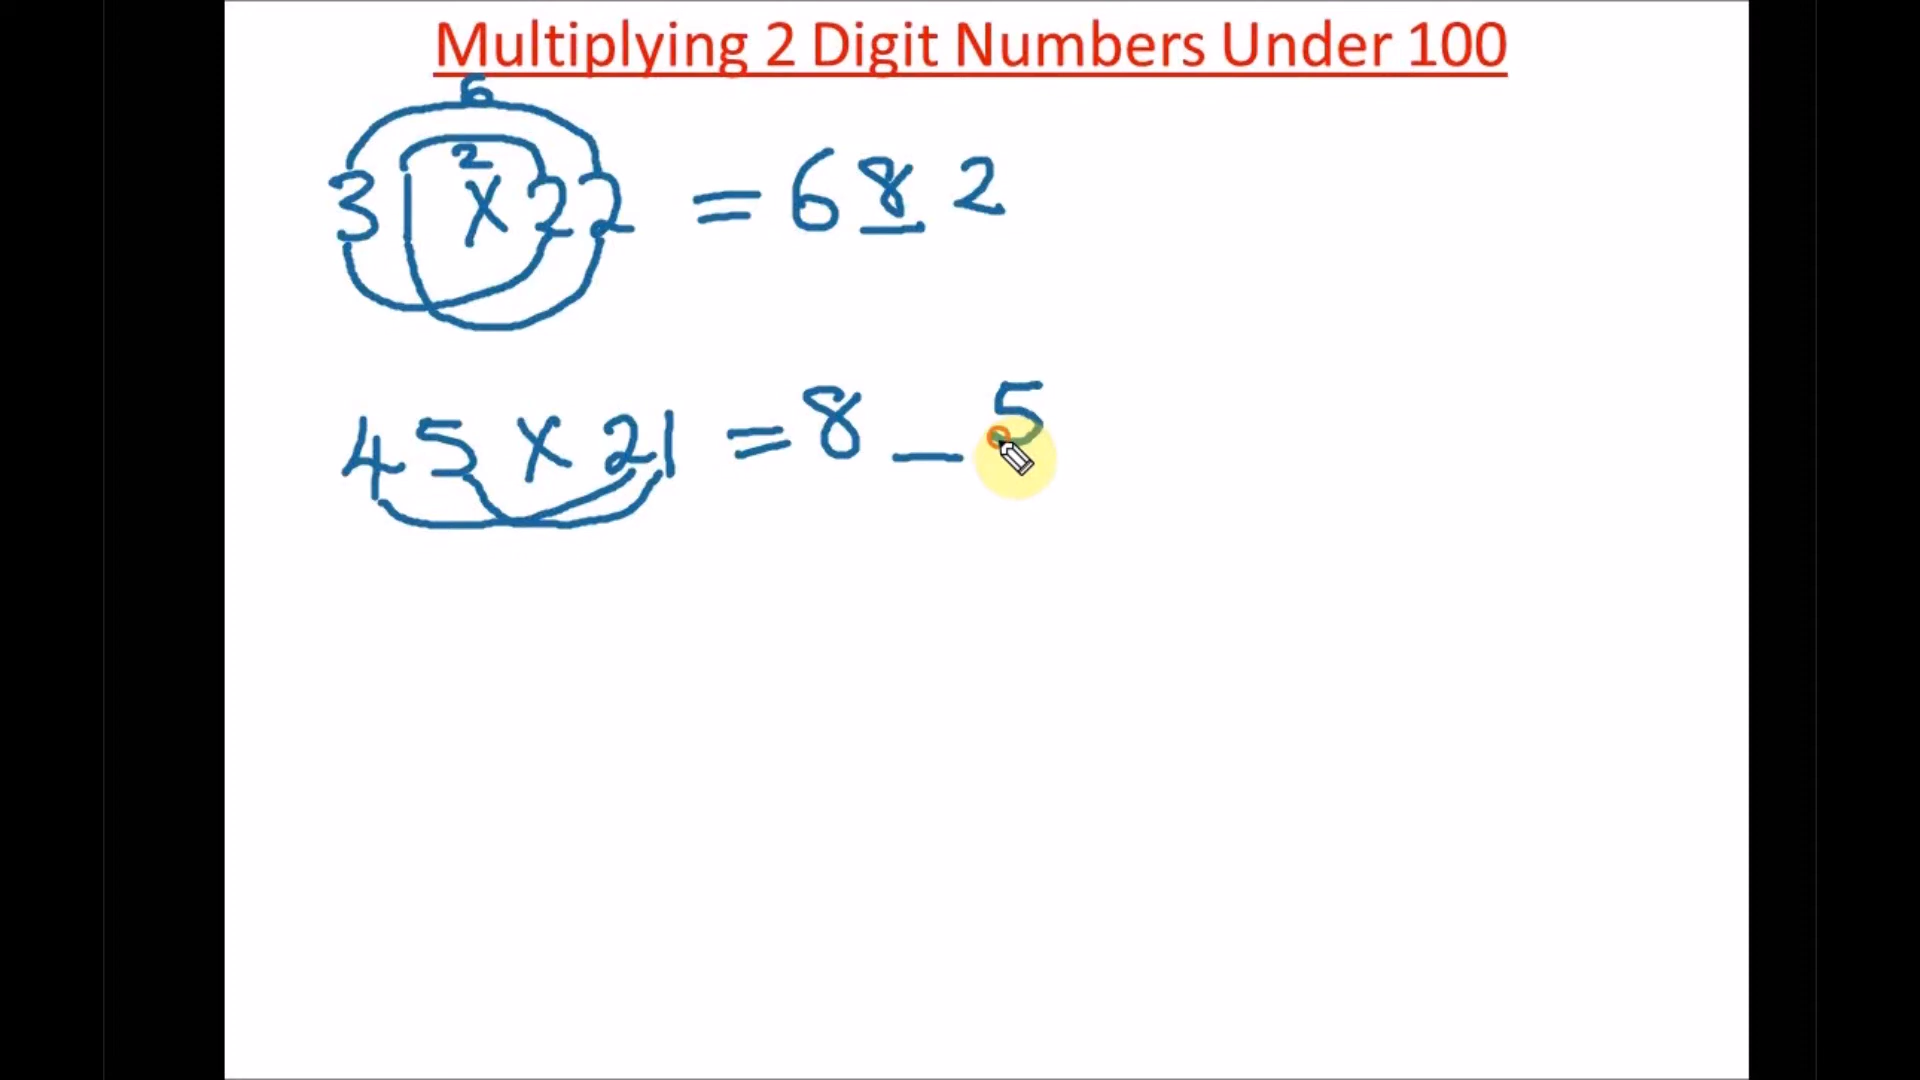 Multiplying 2 Digit Numbers Under 100
6
2
31 X 22 = 682
45 X 21 = 8 _ 5